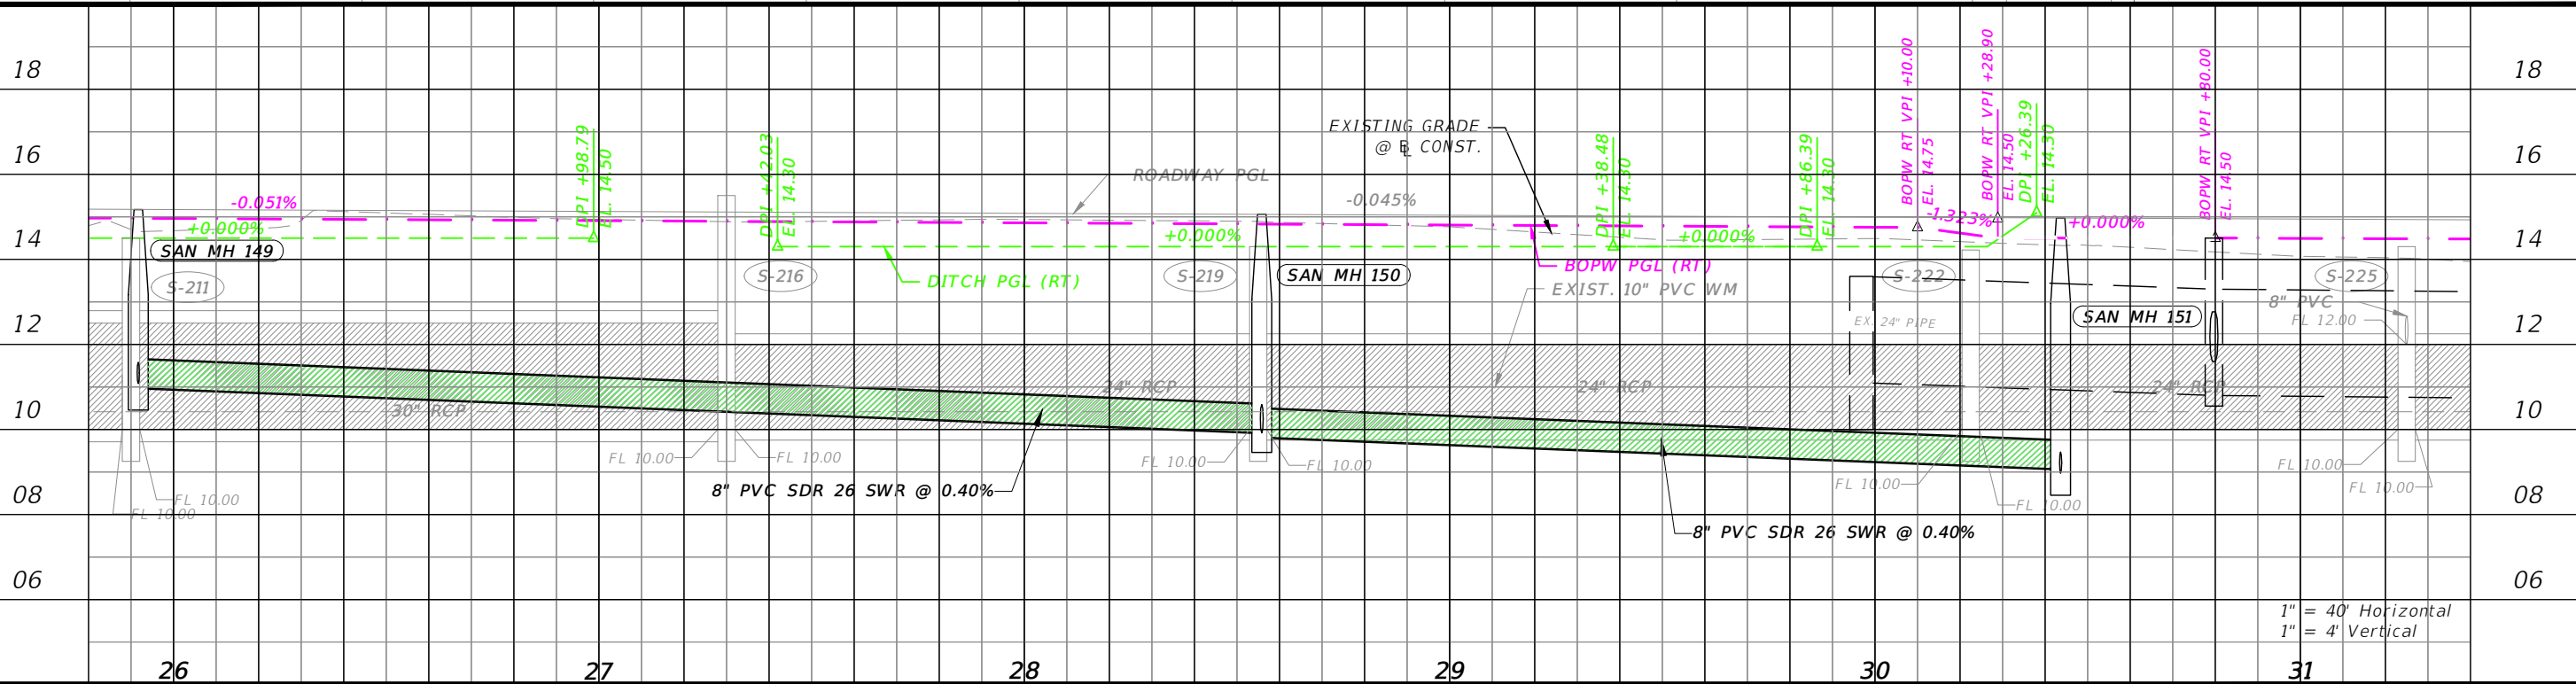 18
16
14
12
10
08
06
18
16
14
12
10
08
06
-0.051%
+0.000%
SAN MH 149
S-211
DPI +98.79
EL. 14.50
DPI +42.03
EL. 14.30
S-216
DITCH PGL (RT)
ROADWAY PGL
EXISTING GRADE
@ ⅊ CONST.
-0.045%
+0.000%
S-219
SAN MH 150
BOPW PGL (RT)
EXIST. 10" PVC WM
DPI +38.48
EL. 14.30
+0.000%
DPI +86.39
EL. 14.30
BOPW RT VPI +10.00
EL. 14.75
BOPW RT VPI +28.90
EL. 14.50
DPI +26.39
EL. 14.30
-1.323%
+0.000%
S-222
EX. 24" PIPE
SAN MH 151
BOPW RT VPI +80.00
EL. 14.50
S-225
8" PVC
FL 12.00
30" RCP
24" RCP
24" RCP
24" RCP
FL 10.00
FL 10.00
FL 10.00
FL 10.00
FL 10.00
FL 10.00
FL 10.00
FL 10.00
FL 10.00
FL 10.00
8" PVC SDR 26 SWR @ 0.40%
8" PVC SDR 26 SWR @ 0.40%
1" = 40' Horizontal
1" = 4' Vertical
26
27
28
29
30
31